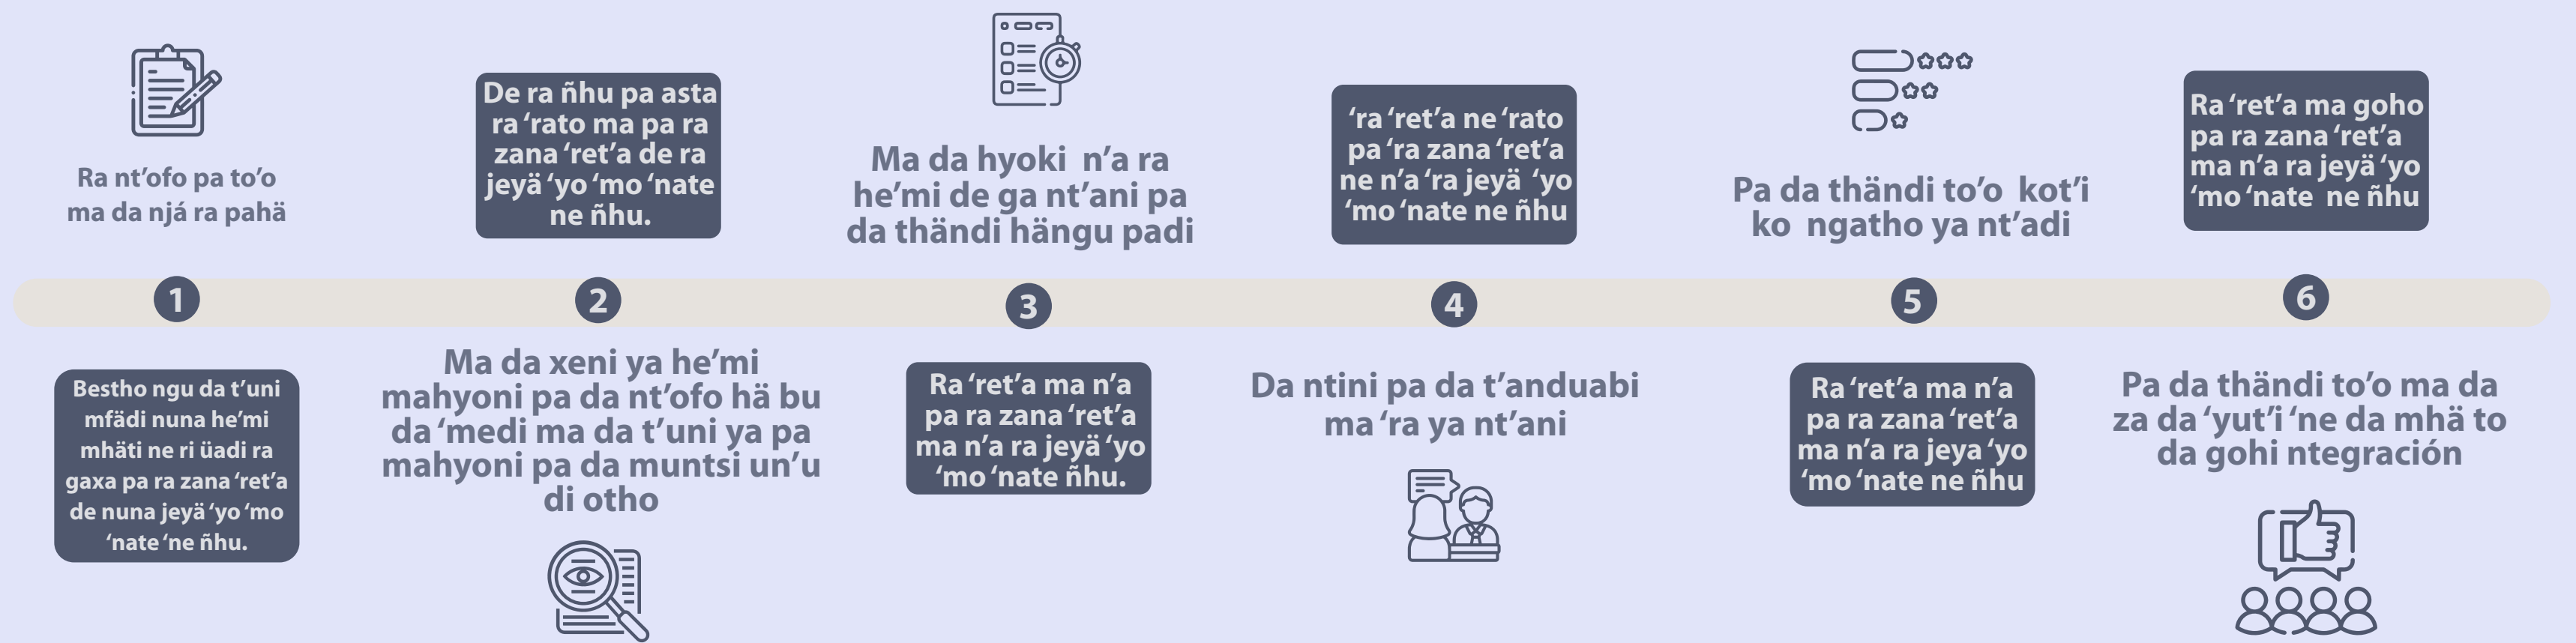 Ra nt’ofo pa to’o
ma da njá ra pahä
1
Bestho ngu da t’uni
mfädi nuna he’mi
mhäti ne ri üadi ra
gaxa pa ra zana ‘ret’a
de nuna jeyä ‘yo ‘mo
‘nate ‘ne ñhu.
De ra ñhu pa asta
ra ‘rato ma pa ra
zana ‘ret’a de ra
jeyä ‘yo ‘mo ‘nate
ne ñhu.
2
Ma da xeni ya he’mi
mahyoni pa da nt’ofo hä bu
da ‘medi ma da t’uni ya pa
mahyoni pa da muntsi un’u
di otho
Ma da hyoki n’a ra
he’mi de ga nt’ani pa
da thändi hängu padi
3
Ra ‘ret’a ma n’a
pa ra zana ‘ret’a
ma n’a ra jeyä ‘yo
‘mo ‘nate ñhu.
‘ra ‘ret’a ne ‘rato
pa ‘ra zana ‘ret’a
ne n’a ‘ra jeyä ‘yo
‘mo ‘nate ne ñhu
4
Da ntini pa da t’anduabi
ma ‘ra ya nt’ani
Pa da thändi to’o kot’i
ko ngatho ya nt’adi
5
Ra ‘ret’a ma n’a
pa ra zana ‘ret’a
ma n’a ra jeya ‘yo
‘mo ‘nate ne ñhu
Ra ‘ret’a ma goho
pa ra zana ‘ret’a
ma n’a ra jeyä ‘yo
‘mo ‘nate ne ñhu
6
Pa da thändi to’o ma da
za da ‘yut’i ‘ne da mhä to
da gohi ntegración